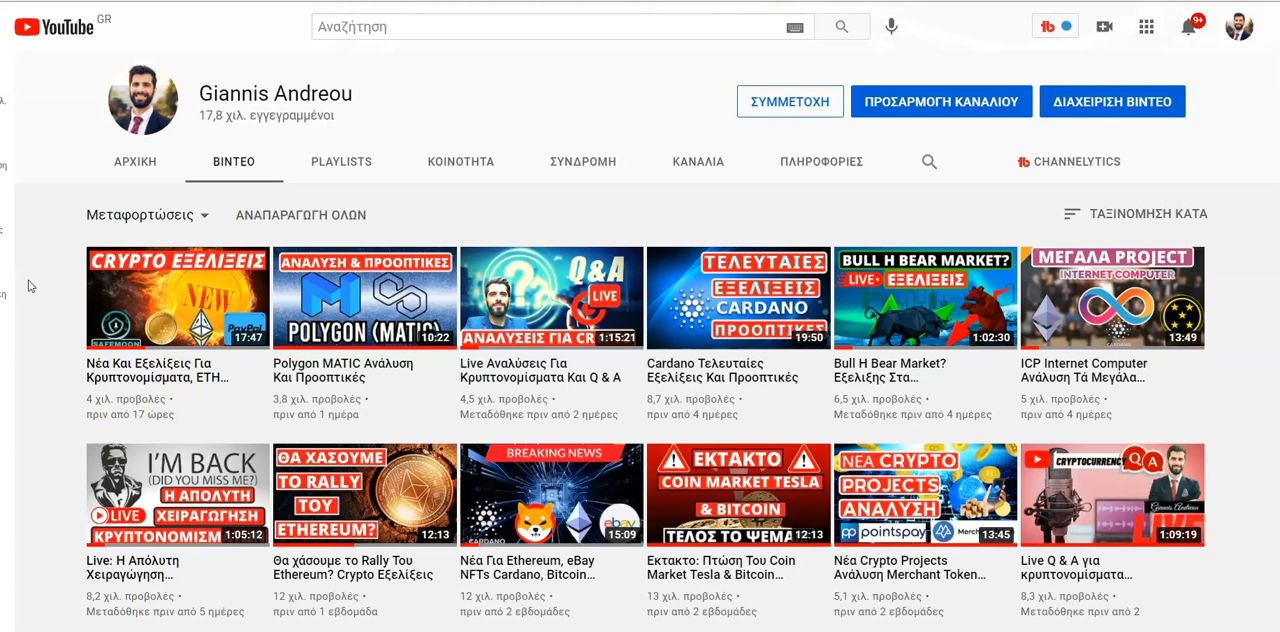 YouTube GR
Αναζήτηση
9+
Giannis Andreou
17,8 χιλ. εγγεγραμμένοι
ΣΥΜΜΕΤΟΧΗ
ΠΡΟΣΑΡΜΟΓΗ ΚΑΝΑΛΙΟΥ
ΔΙΑΧΕΙΡΙΣΗ ΒΙΝΤΕΟ
ΑΡΧΙΚΗ
ΒΙΝΤΕΟ
PLAYLISTS
ΚΟΙΝΟΤΗΤΑ
ΣΥΝΔΡΟΜΗ
ΚΑΝΑΛΙΑ
ΠΛΗΡΟΦΟΡΙΕΣ
CHANNELYTICS
Μεταφορτώσεις
ΑΝΑΠΑΡΑΓΩΓΗ ΟΛΩΝ
ΤΑΞΙΝΟΜΗΣΗ ΚΑΤΑ
CRYPTO ΕΞΕΛΙΞΕΙΣ
NEW
SAFEMOON
PayPal
17:47
Νέα Και Εξελίξεις Για
Κρυπτονομίσματα, ETH...
4 χιλ. προβολές •
πριν από 17 ώρες
ΑΝΑΛΥΣΗ & ΠΡΟΟΠΤΙΚΕΣ
POLYGON (MATIC)
10:22
Polygon MATIC Ανάλυση
Και Προοπτικές
3,8 χιλ. προβολές •
πριν από 1 ημέρα
Q&A
LIVE
ΑΝΑΛΥΣΕΙΣ ΓΙΑ CR
1:15:21
Live Αναλύσεις Για
Κρυπτονομίσματα Και Q & A
4,5 χιλ. προβολές •
Μεταδόθηκε πριν από 2 ημέρες
ΤΕΛΕΥΤΑΙΕΣ
ΕΞΕΛΙΞΕΙΣ
CARDANO
ΠΡΟΟΠΤΙΚΕΣ
19:50
Cardano Τελευταίες
Εξελίξεις Και Προοπτικές
8,7 χιλ. προβολές •
πριν από 4 ημέρες
BULL Η BEAR MARKET?
LIVE ΕΞΕΛΙΞΕΙΣ
1:02:30
Bull Η Bear Market?
Εξελιξης Στα...
6,5 χιλ. προβολές •
Μεταδόθηκε πριν από 4 ημέρες
ΜΕΓΑΛΑ PROJECT
INTERNET COMPUTER
CARDANO
13:49
ICP Internet Computer
Ανάλυση Τά Μεγάλα...
5 χιλ. προβολές •
πριν από 4 ημέρες
I'M BACK
(DID YOU MISS ME?)
Η ΑΠΟΛΥΤΗ
LIVE ΧΕΙΡΑΓΩΓΗΣΗ
ΚΡΥΠΤΟΝΟΜΙΣΜ
1:05:12
Live: Η Απόλυτη
Χειραγώγηση...
8,2 χιλ. προβολές •
Μεταδόθηκε πριν από 5 ημέρες
ΘΑ ΧΑΣΟΥΜΕ
ΤΟ RALLY
ΤΟΥ
ETHEREUM?
12:13
Θα χάσουμε το Rally Του
Ethereum? Crypto Εξελίξεις
12 χιλ. προβολές •
πριν από 1 εβδομάδα
BREAKING NEWS
CARDANO
ebay
15:09
Νέα Για Ethereum, eBay
NFTs Cardano, Bitcoin...
12 χιλ. προβολές •
πριν από 2 εβδομάδες
ΕΚΤΑΚΤΟ
COIN MARKET TESLA
& BITCOIN
ΤΕΛΟΣ ΤΟ ΨΕΜΑ
12:13
Εκτακτο: Πτώση Του Coin
Market Tesla & Bitcoin...
13 χιλ. προβολές •
πριν από 2 εβδομάδες
ΝΕΑ CRYPTO
PROJECTS
ΑΝΑΛΥΣΗ
pointspay
Merch
13:45
Νέα Crypto Projects
Ανάλυση Merchant Token...
5,1 χιλ. προβολές •
πριν από 2 εβδομάδες
CRYPTOCURRENCY Q A
Giannis Andreou
LIVE
1:09:19
Live Q & A για
κρυπτονομίσματα...
8,3 χιλ. προβολές •
Μεταδόθηκε πριν από 2